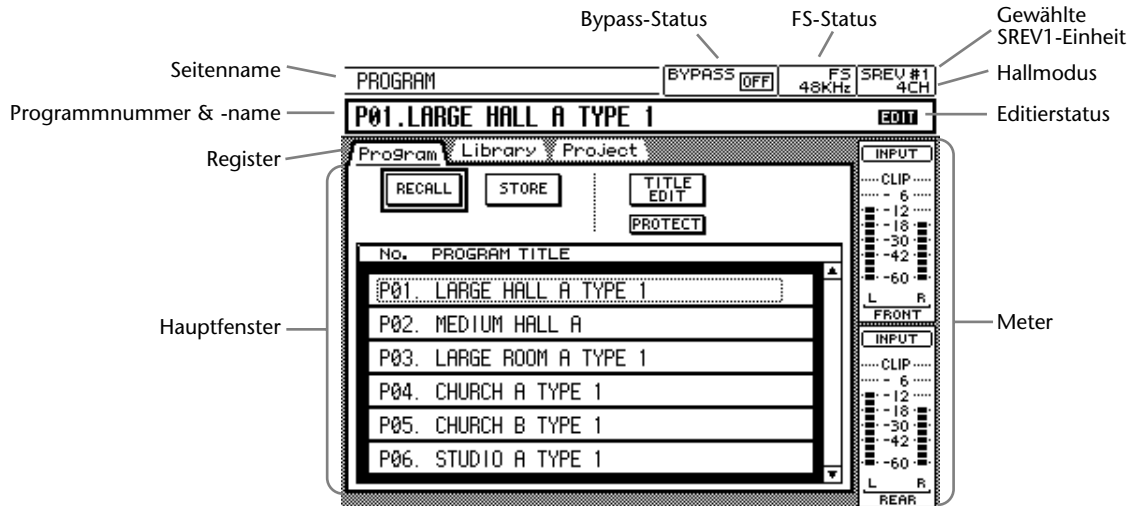 Bypass-Status
FS-Status
Gewählte
SREV1-Einheit
Seitenname
PROGRAM
BYPASS OFF
FS
48KHz
SREV #1
4CH
Hallmodus
Programmnummer & -name
P01.LARGE HALL A TYPE 1
EDIT
Editierstatus
Register
Program Library Project
RECALL
STORE
TITLE
EDIT
PROTECT
No. PROGRAM TITLE
P01. LARGE HALL A TYPE 1
P02. MEDIUM HALL A
P03. LARGE ROOM A TYPE 1
P04. CHURCH A TYPE 1
P05. CHURCH B TYPE 1
P06. STUDIO A TYPE 1
Hauptfenster
INPUT
CLIP
- 6
-12
-18
-30
-42
-60
L R
FRONT
INPUT
CLIP
- 6
-12
-18
-30
-42
-60
L R
REAR
Meter